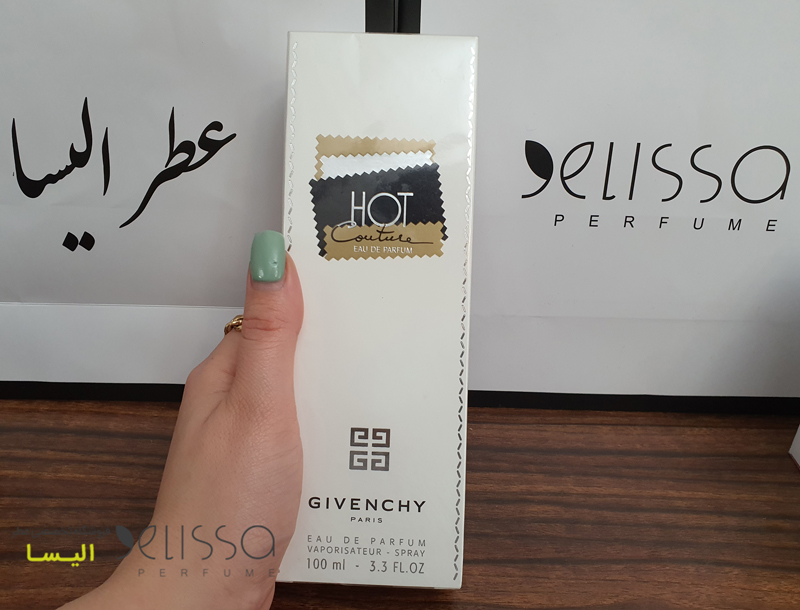 عطر اليسا
elissa
PERFUME
HOT
Couture
EAU DE PARFUM
GIVENCHY
PARIS
EAU DE PARFUM
VAPORISATEUR - SPRAY
100 ml - 3.3 FL.OZ
اليسا
elissa
PERFUME